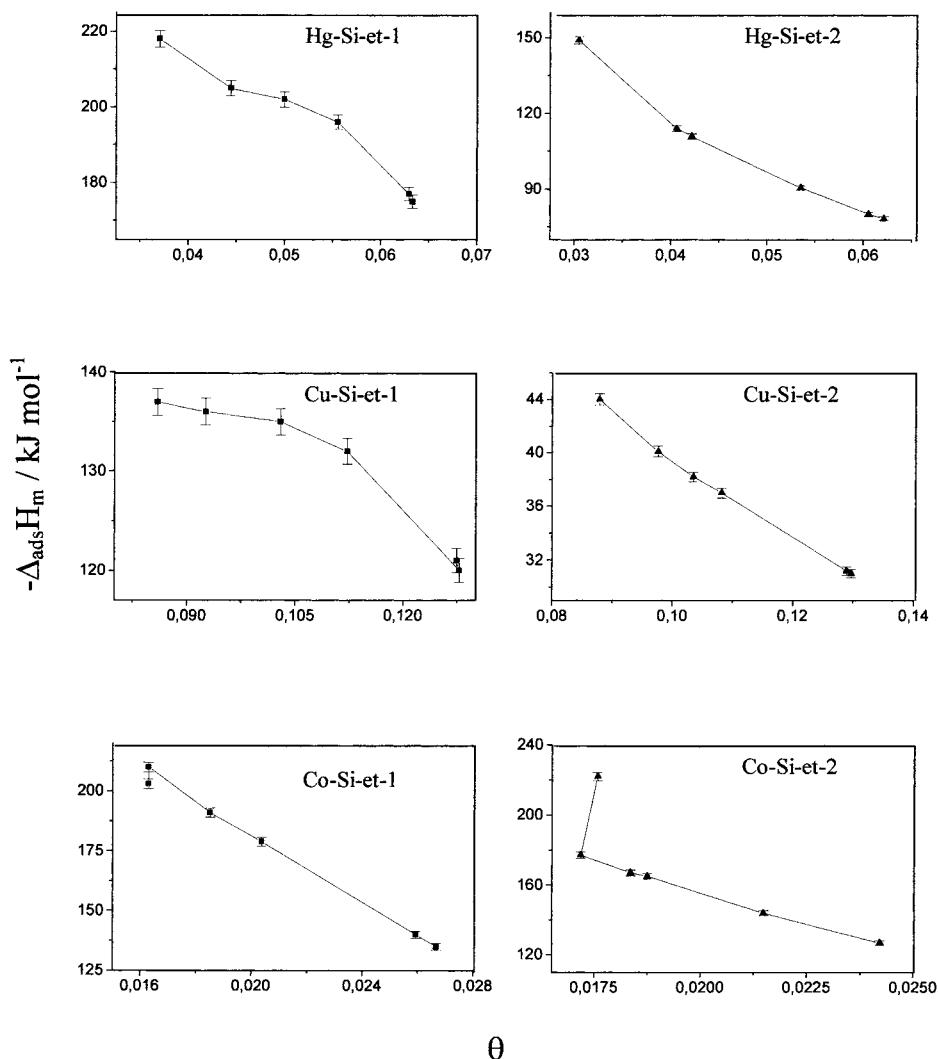 Hg-Si-et-1
220
200
180
0,04 0,05 0,06 0,07
Hg-Si-et-2
150
120
90
0,03 0,04 0,05 0,06
-ΔadsHm / kJ mol-1
Cu-Si-et-1
140
130
120
0,090 0,105 0,120
Cu-Si-et-2
44
40
36
32
0,08 0,10 0,12 0,14
Co-Si-et-1
200
175
150
125
0,016 0,020 0,024 0,028
Co-Si-et-2
240
200
160
120
0,0175 0,0200 0,0225 0,0250
θ